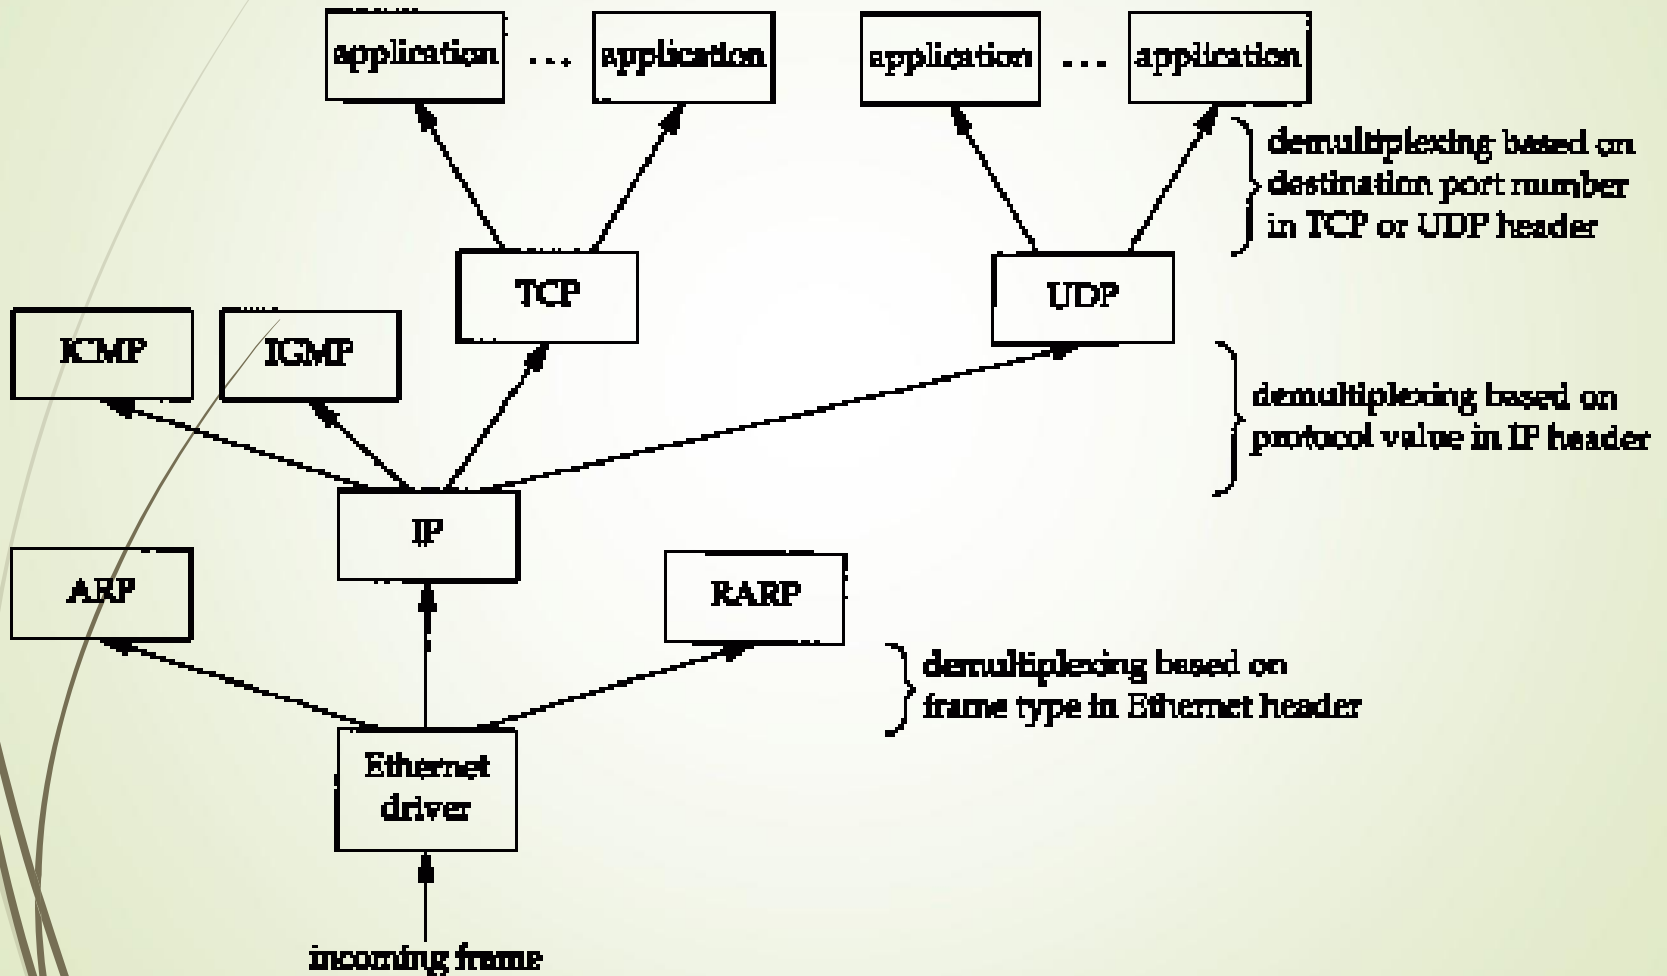 application ... application
application ... application
demultiplexing based on
destination port number
in TCP or UDP header
TCP
UDP
ICMP
IGMP
demultiplexing based on
protocol value in IP header
IP
ARP
RARP
demultiplexing based on
frame type in Ethernet header
Ethernet
driver
incoming frame